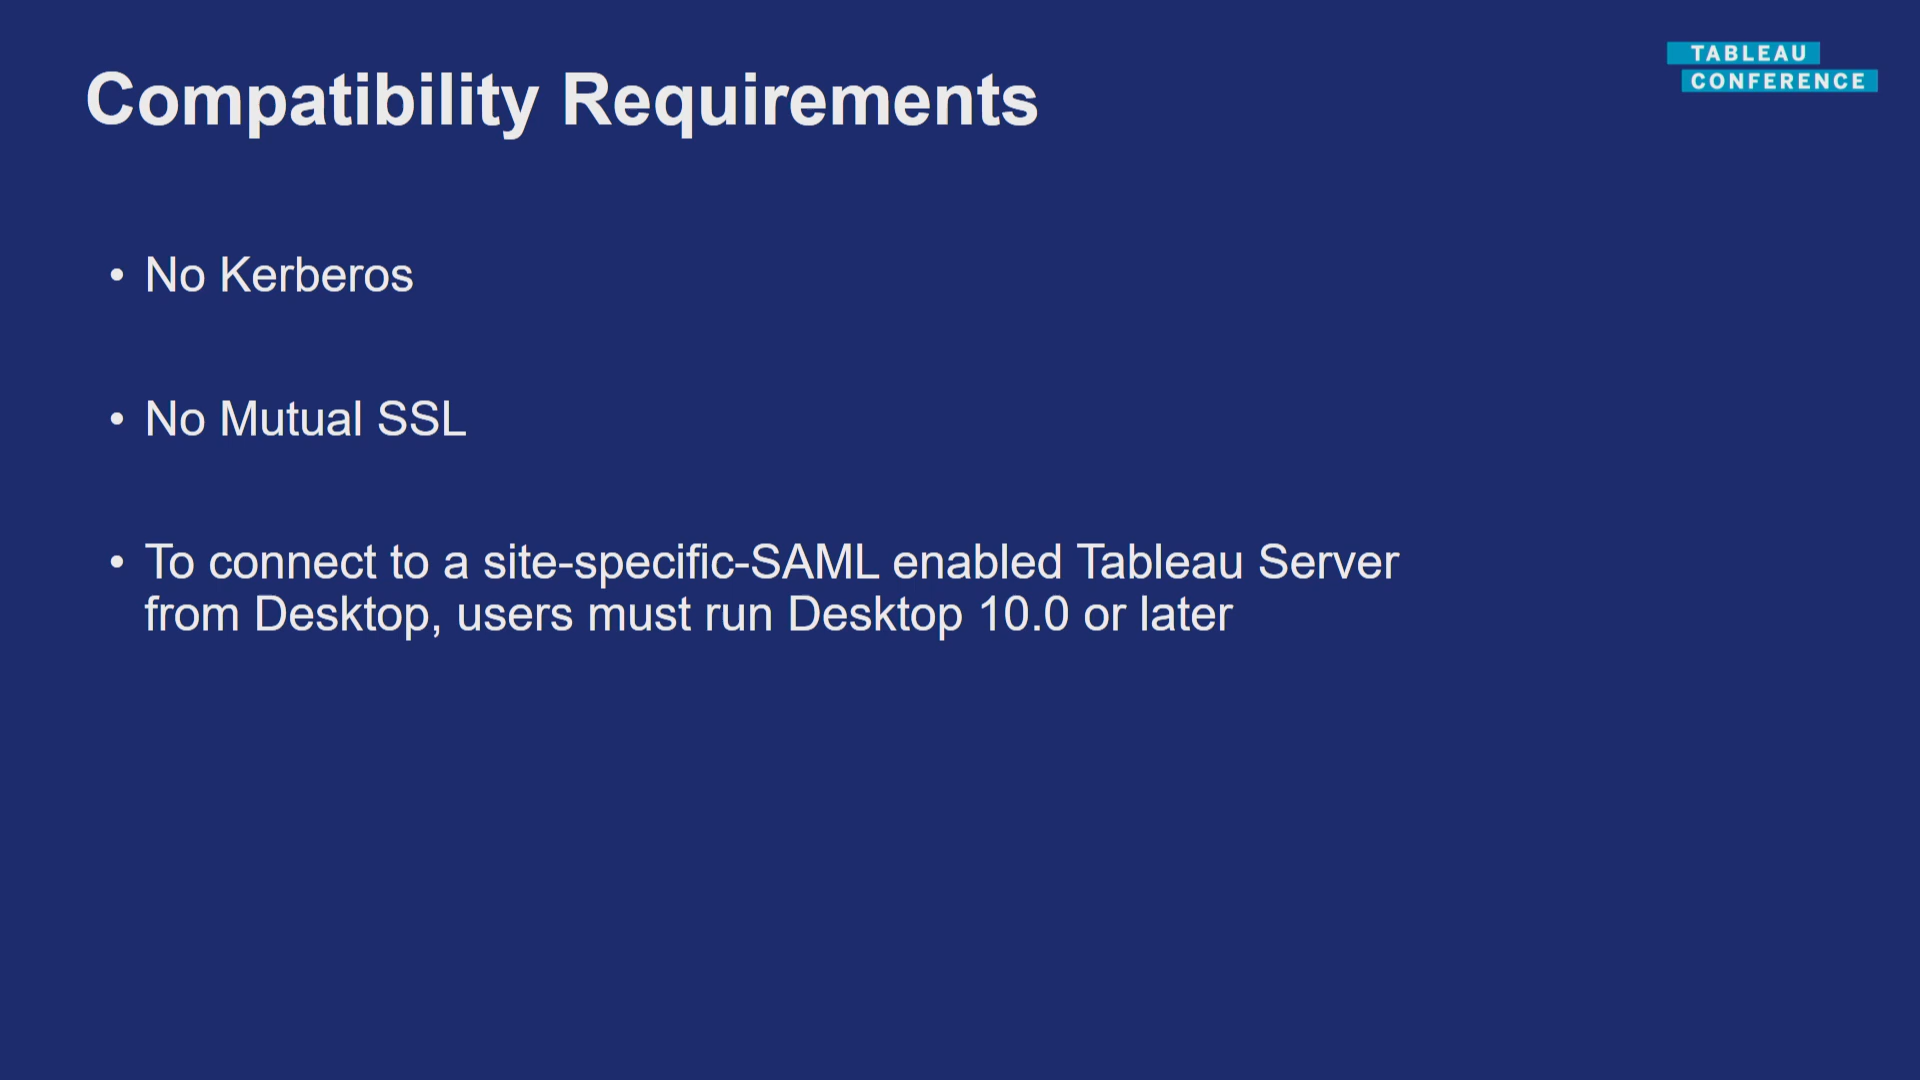 Compatibility Requirements
TABLEAU
CONFERENCE
• No Kerberos
• No Mutual SSL
• To connect to a site-specific-SAML enabled Tableau Server
from Desktop, users must run Desktop 10.0 or later